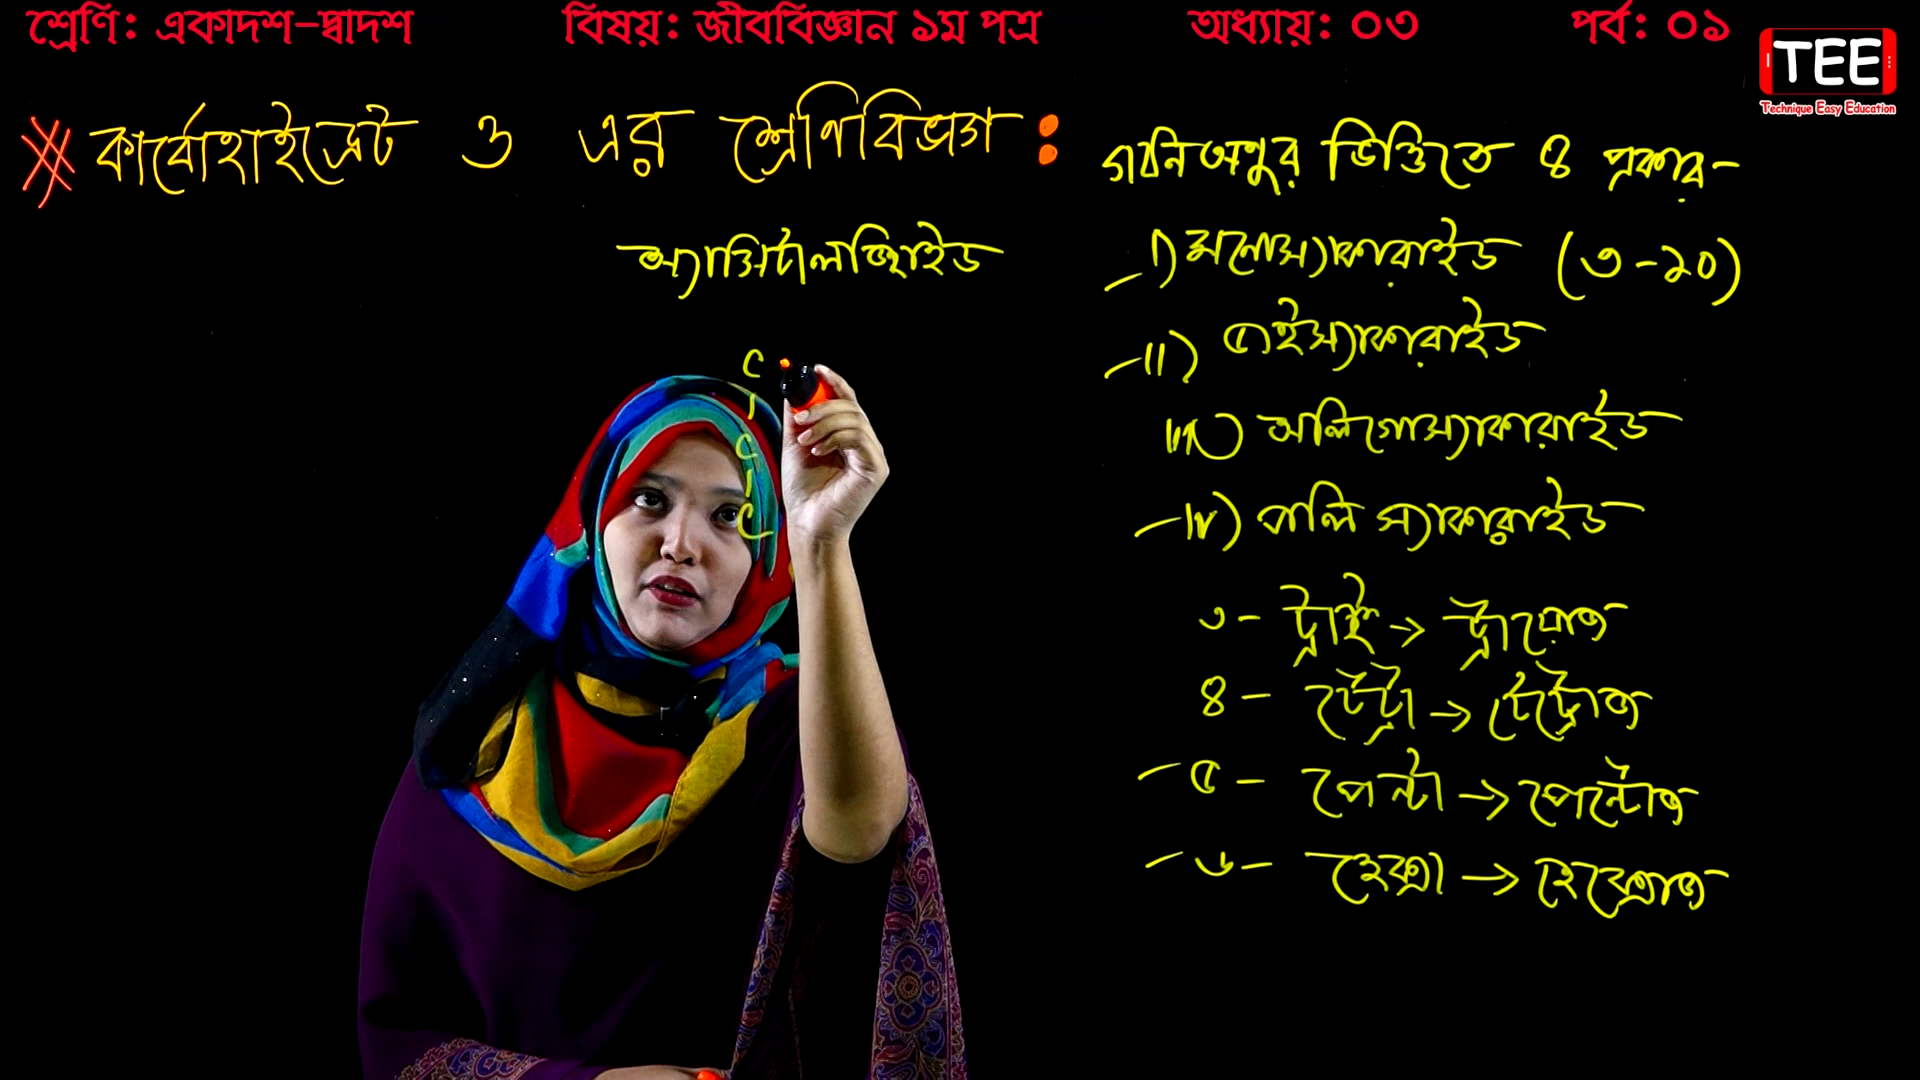 শ্রেণি: একাদশ-দ্বাদশ বিষয়: জীববিজ্ঞান ১ম পত্র অধ্যায়: ০৩ পর্ব: ০১
TEE
Technique Easy Education
কার্বোহাইড্রেট ও এর শ্রেণিবিভাগ :
গঠন অণুর ভিত্তিতে ৪ প্রকার-
i) মনোস্যাকারাইড (৩-১০)
ii) ডাইস্যাকারাইড
iii) অলিগোস্যাকারাইড
iv) পলি স্যাকারাইড
৩- ট্রাই → ট্রায়োজ
৪- টেট্রা → টেট্রোজ
৫- পেন্টা → পেন্টোজ
৬- হেক্সা → হেক্সোজ
অ্যাসিটালডিহাইড
C
|
C
|
C